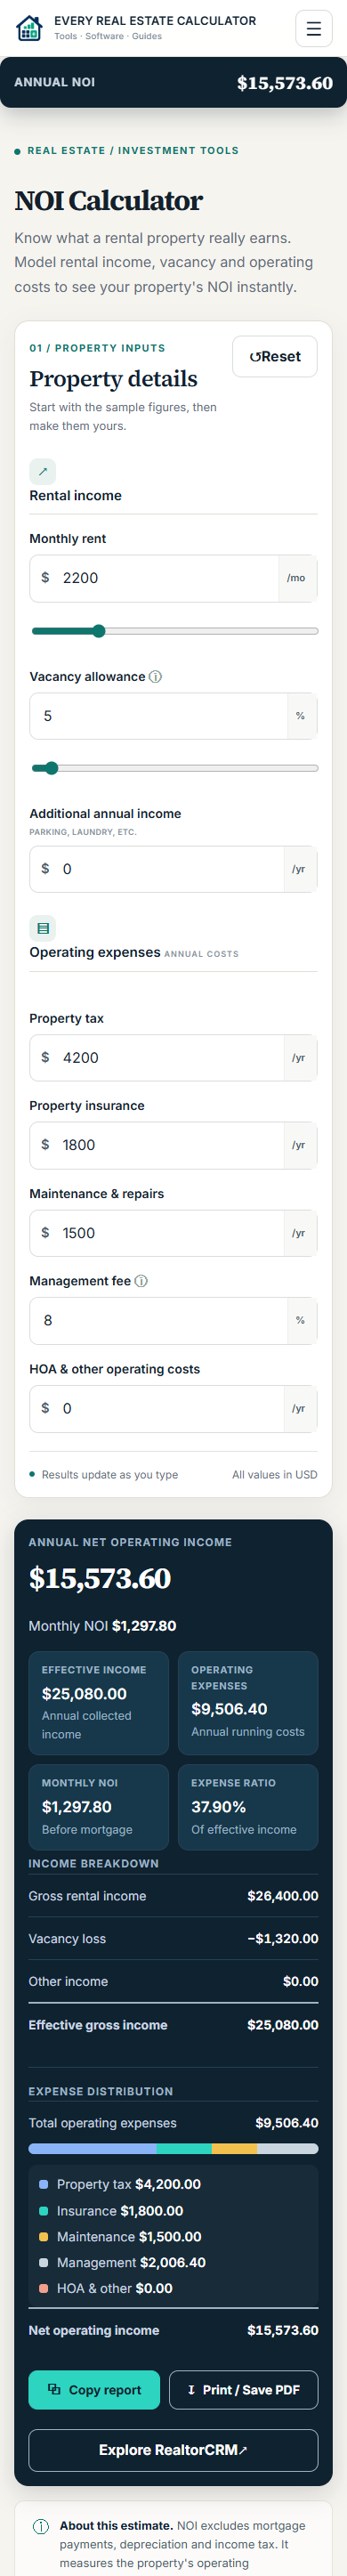 EVERY REAL ESTATE CALCULATOR
Tools · Software · Guides
ANNUAL NOI $15,573.60
REAL ESTATE / INVESTMENT TOOLS
NOI Calculator
Know what a rental property really earns.
Model rental income, vacancy and operating
costs to see your property's NOI instantly.
01 / PROPERTY INPUTS
↺Reset
Property details
Start with the sample figures, then
make them yours.
Rental income
Monthly rent
$ 2200 /mo
Vacancy allowance ⓘ
5 %
Additional annual income
PARKING, LAUNDRY, ETC.
$ 0 /yr
Operating expenses ANNUAL COSTS
Property tax
$ 4200 /yr
Property insurance
$ 1800 /yr
Maintenance & repairs
$ 1500 /yr
Management fee ⓘ
8 %
HOA & other operating costs
$ 0 /yr
Results update as you type All values in USD
ANNUAL NET OPERATING INCOME
$15,573.60
Monthly NOI $1,297.80
EFFECTIVE INCOME
$25,080.00
Annual collected
income
OPERATING
EXPENSES
$9,506.40
Annual running costs
MONTHLY NOI
$1,297.80
Before mortgage
EXPENSE RATIO
37.90%
Of effective income
INCOME BREAKDOWN
Gross rental income $26,400.00
Vacancy loss −$1,320.00
Other income $0.00
Effective gross income $25,080.00
EXPENSE DISTRIBUTION
Total operating expenses $9,506.40
Property tax $4,200.00
Insurance $1,800.00
Maintenance $1,500.00
Management $2,006.40
HOA & other $0.00
Net operating income $15,573.60
Copy report
Print / Save PDF
Explore RealtorCRM↗
About this estimate. NOI excludes mortgage
payments, depreciation and income tax. It
measures the property's operating